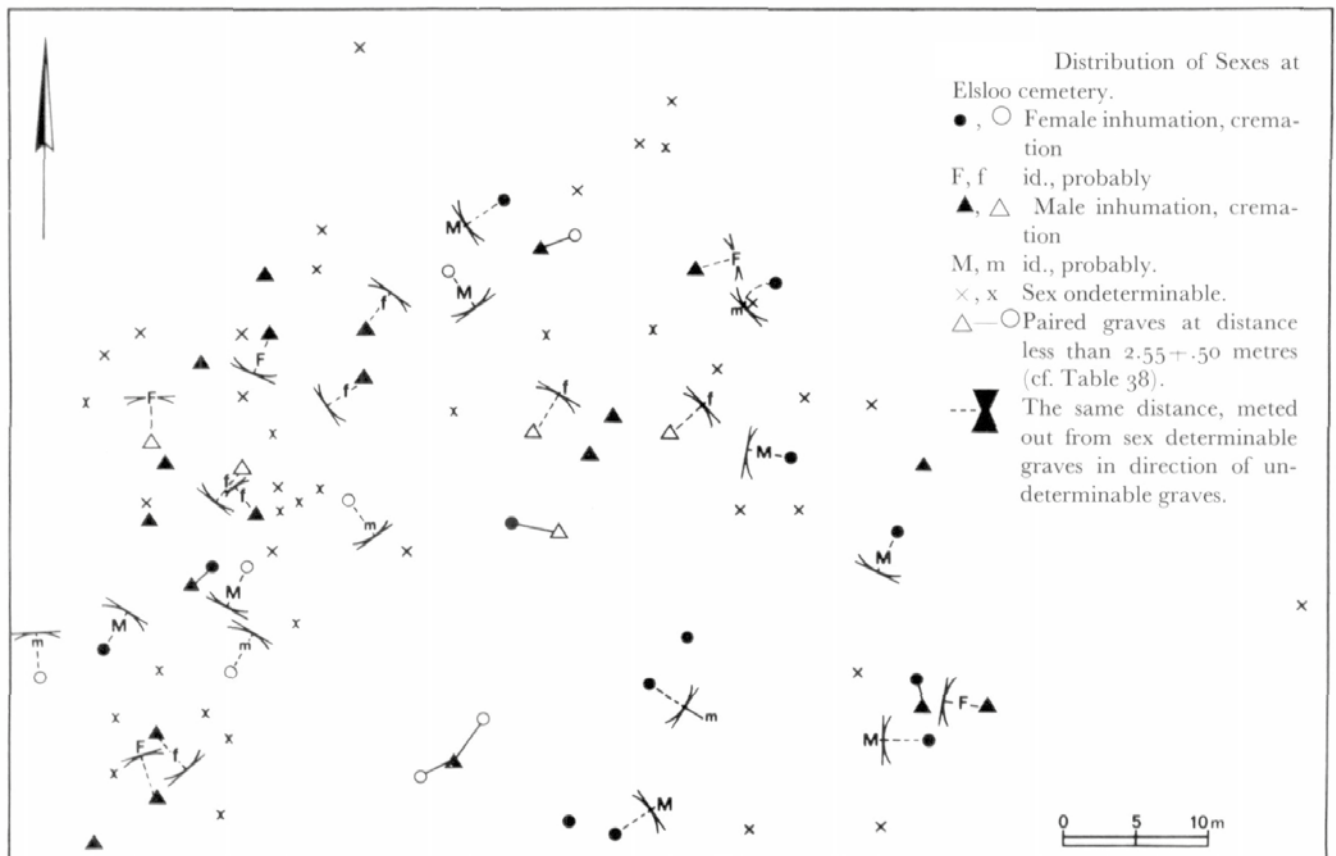 Distribution of Sexes at
Elsloo cemetery.
●, ○ Female inhumation, crema-
tion
F, f id., probably
▲, △ Male inhumation, crema-
tion
M, m id., probably.
×, x Sex ondeterminable.
△—○ Paired graves at distance
less than 2.55+.50 metres
(cf. Table 38).
The same distance, meted
out from sex determinable
graves in direction of un-
determinable graves.
M
F
M
f
m
F
f
f
F
f
M
f
f
m
M
M
M
m
m
F
m
M
F
f
M
0 5 10m